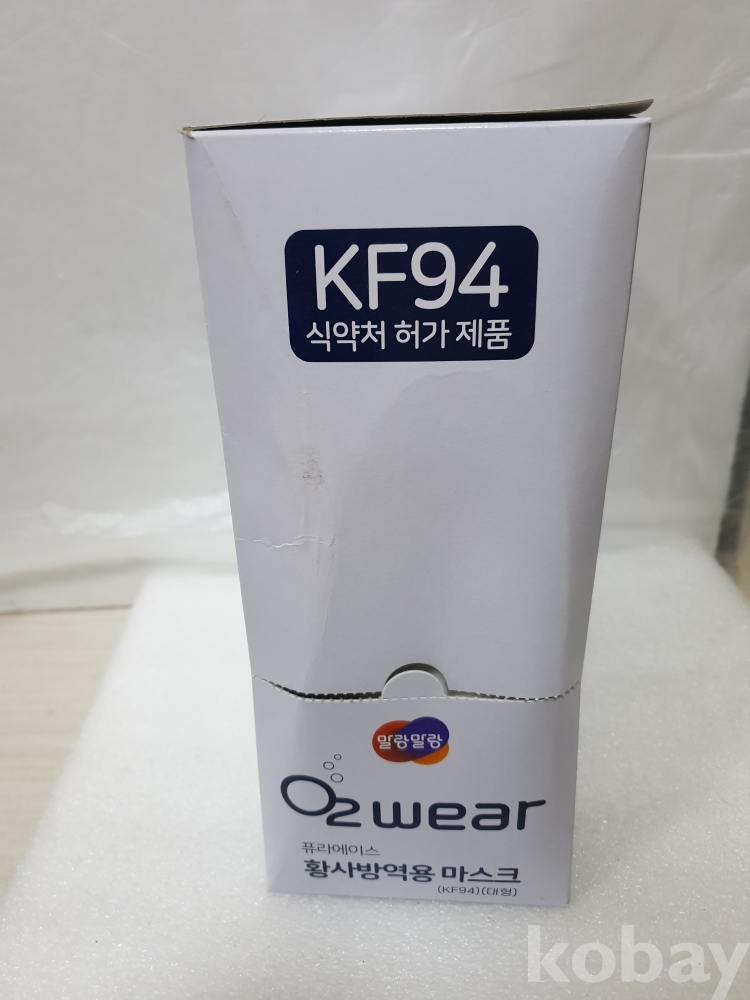 KF94
식약처 허가 제품
말랑말랑
O2 wear
퓨라에이스
황사방역용 마스크
(KF94)(대형)
kobay